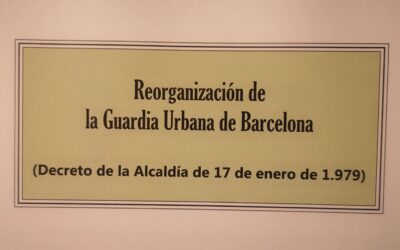 Reorganización de
la Guardia Urbana de Barcelona
(Decreto de la Alcaldía de 17 de enero de 1.979)